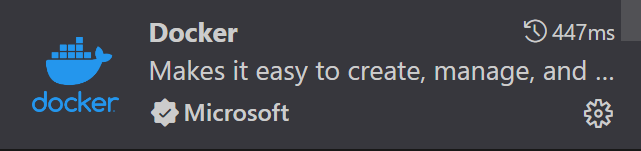 Docker
447ms
Makes it easy to create, manage, and ...
docker
Microsoft